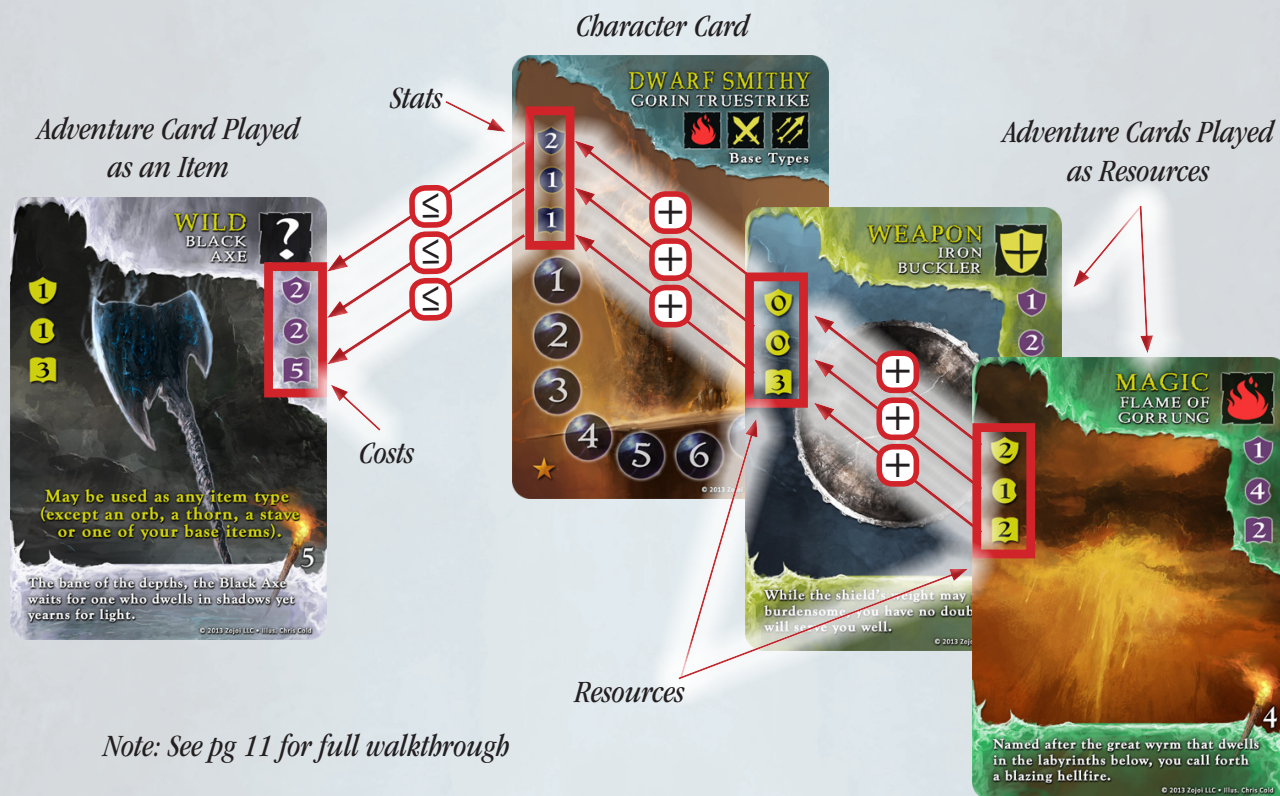 Character Card
Stats
Adventure Card Played
as an Item
Adventure Cards Played
as Resources
DWARF SMITHY
GORIN TRUESTRIKE
Base Types
2
1
1
1
2
3
4
5
6
© 2013 Zojoi
WILD
BLACK
AXE
?
1
1
3
2
2
5
≤
≤
≤
May be used as any item type
(except an orb, a thorn, a stave
or one of your base items).
5
The bane of the depths, the Black Axe
waits for one who dwells in shadows yet
yearns for light.
© 2013 Zojoi LLC • Illus. Chris Cold
Costs
+
+
+
WEAPON
IRON
BUCKLER
0
0
3
1
2
While the shield's weight may
burdensome, you have no doub
will serve you well.
© 2013 Zojoi
+
+
+
MAGIC
FLAME OF
GORRUNG
2
1
2
1
4
2
4
Named after the great wyrm that dwells
in the labyrinths below, you call forth
a blazing hellfire.
© 2013 Zojoi LLC • Illus. Chris Cold
Resources
Note: See pg 11 for full walkthrough